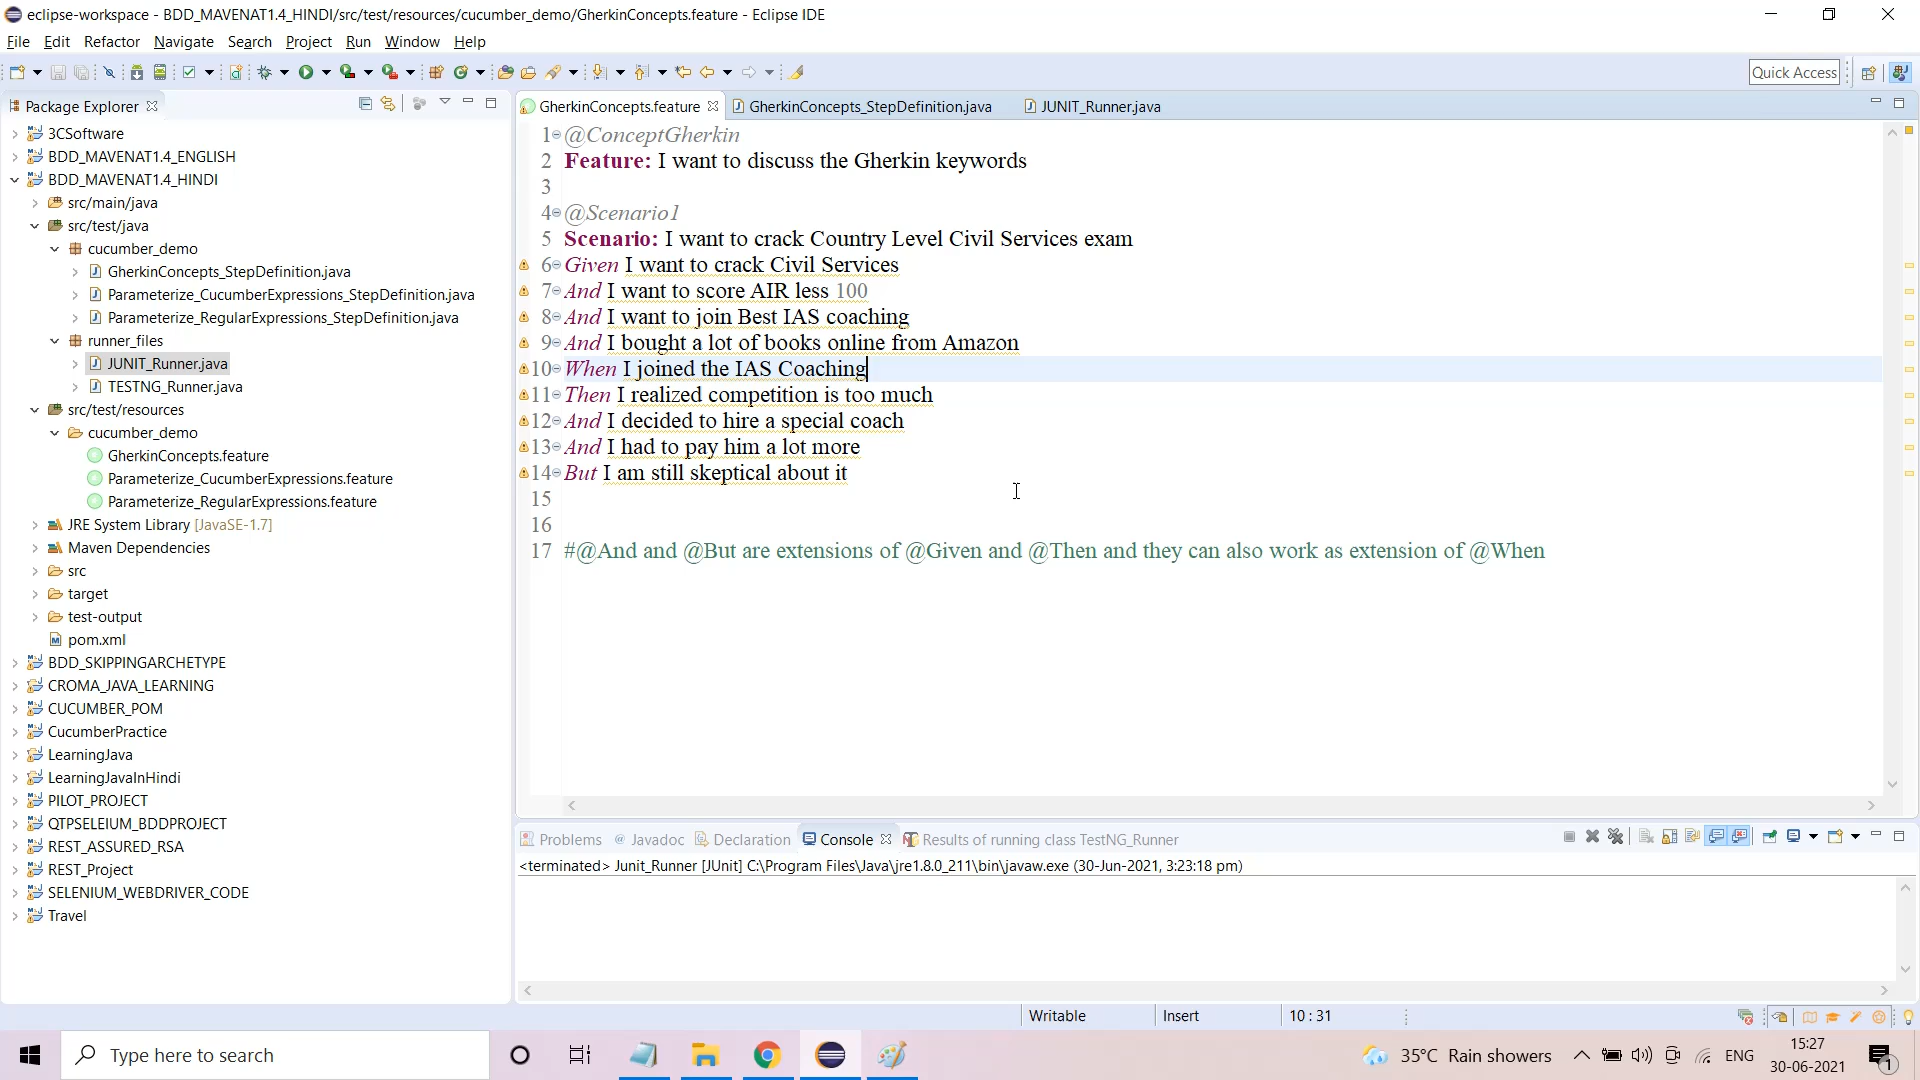 eclipse-workspace - BDD_MAVENAT1.4_HINDI/src/test/resources/cucumber_demo/GherkinConcepts.feature - Eclipse IDE
File Edit Refactor Navigate Search Project Run Window Help
Quick Access
Package Explorer
3CSoftware
BDD_MAVENAT1.4_ENGLISH
BDD_MAVENAT1.4_HINDI
src/main/java
src/test/java
cucumber_demo
GherkinConcepts_StepDefinition.java
Parameterize_CucumberExpressions_StepDefinition.java
Parameterize_RegularExpressions_StepDefinition.java
runner_files
JUNIT_Runner.java
TESTNG_Runner.java
src/test/resources
cucumber_demo
GherkinConcepts.feature
Parameterize_CucumberExpressions.feature
Parameterize_RegularExpressions.feature
JRE System Library [JavaSE-1.7]
Maven Dependencies
src
target
test-output
pom.xml
BDD_SKIPPINGARCHETYPE
CROMA_JAVA_LEARNING
CUCUMBER_POM
CucumberPractice
LearningJava
LearningJavaInHindi
PILOT_PROJECT
QTPSELEIUM_BDDPROJECT
REST_ASSURED_RSA
REST_Project
SELENIUM_WEBDRIVER_CODE
Travel
GherkinConcepts.feature GherkinConcepts_StepDefinition.java JUNIT_Runner.java
1 @ConceptGherkin
2 Feature: I want to discuss the Gherkin keywords
3
4 @Scenario1
5 Scenario: I want to crack Country Level Civil Services exam
6 Given I want to crack Civil Services
7 And I want to score AIR less 100
8 And I want to join Best IAS coaching
9 And I bought a lot of books online from Amazon
10 When I joined the IAS Coaching
11 Then I realized competition is too much
12 And I decided to hire a special coach
13 And I had to pay him a lot more
14 But I am still skeptical about it
15
16
17 #@And and @But are extensions of @Given and @Then and they can also work as extension of @When
Problems @ Javadoc Declaration Console Results of running class TestNG_Runner
<terminated> Junit_Runner [JUnit] C:\Program Files\Java\jre1.8.0_211\bin\javaw.exe (30-Jun-2021, 3:23:18 pm)
Writable Insert 10 : 31
Type here to search
35°C Rain showers ENG
15:27
30-06-2021
1